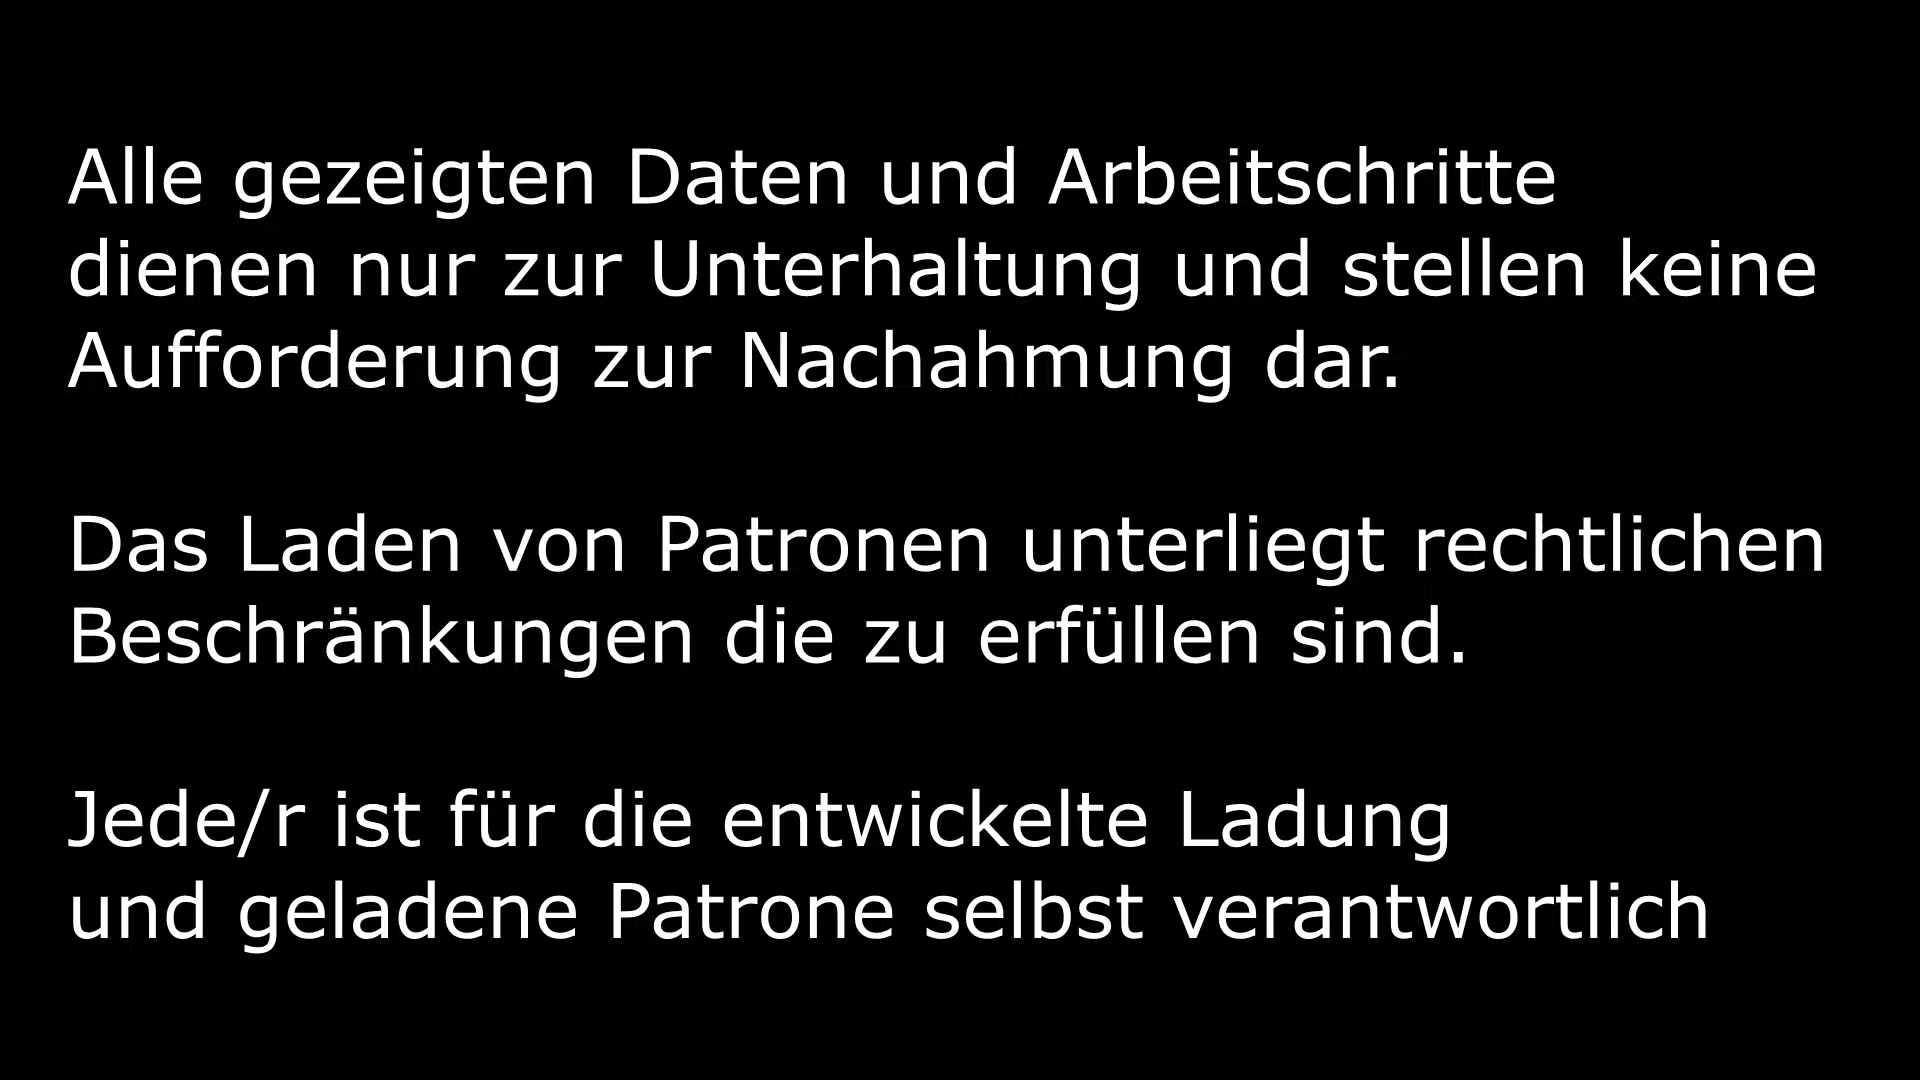 Alle gezeigten Daten und Arbeitschritte
dienen nur zur Unterhaltung und stellen keine
Aufforderung zur Nachahmung dar.
Das Laden von Patronen unterliegt rechtlichen
Beschränkungen die zu erfüllen sind.
Jede/r ist für die entwickelte Ladung
und geladene Patrone selbst verantwortlich